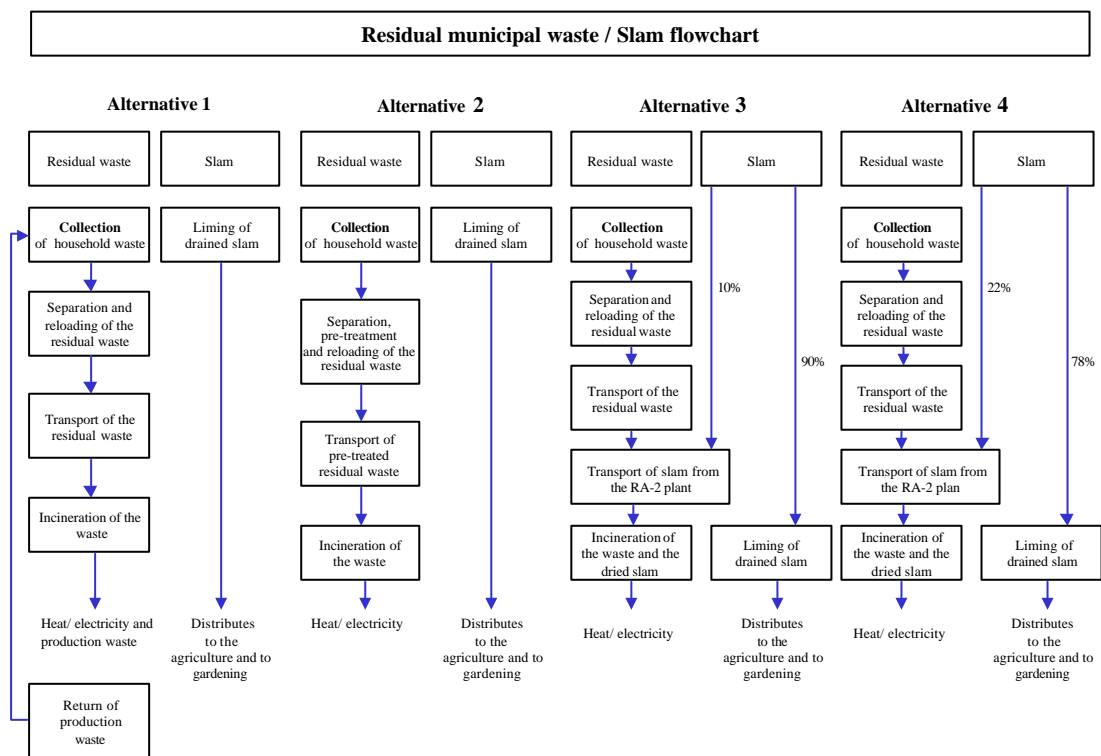 Residual municipal waste / Slam flowchart
Alternative 1
Residual waste
Slam
Collection
of household waste
Liming of
drained slam
Separation and
reloading of the
residual waste
Transport of the
residual waste
Incineration of the
waste
Heat/ electricity and
production waste
Distributes
to the
agriculture and to
gardening
Return of
production
waste
Alternative 2
Residual waste
Slam
Collection
of household waste
Liming of
drained slam
Separation,
pre-treatment
and reloading of the
residual waste
Transport of
pre-treated
residual waste
Incineration of
the waste
Heat/ electricity
Distributes
to the
agriculture and to
gardening
Alternative 3
Residual waste
Slam
Collection
of household waste
10%
Separation and
reloading of the
residual waste
90%
Transport of the
residual waste
Transport of slam from
the RA-2 plant
Incineration of
the waste and the
dried slam
Liming of
drained slam
Heat/ electricity
Distributes
to the
agriculture and to
gardening
Alternative 4
Residual waste
Slam
Collection
of household waste
22%
Separation and
reloading of the
residual waste
78%
Transport of the
residual waste
Transport of slam from
the RA-2 plan
Incineration of
the waste and the
dried slam
Liming of
drained slam
Heat/ electricity
Distributes
to the
agriculture and to
gardening